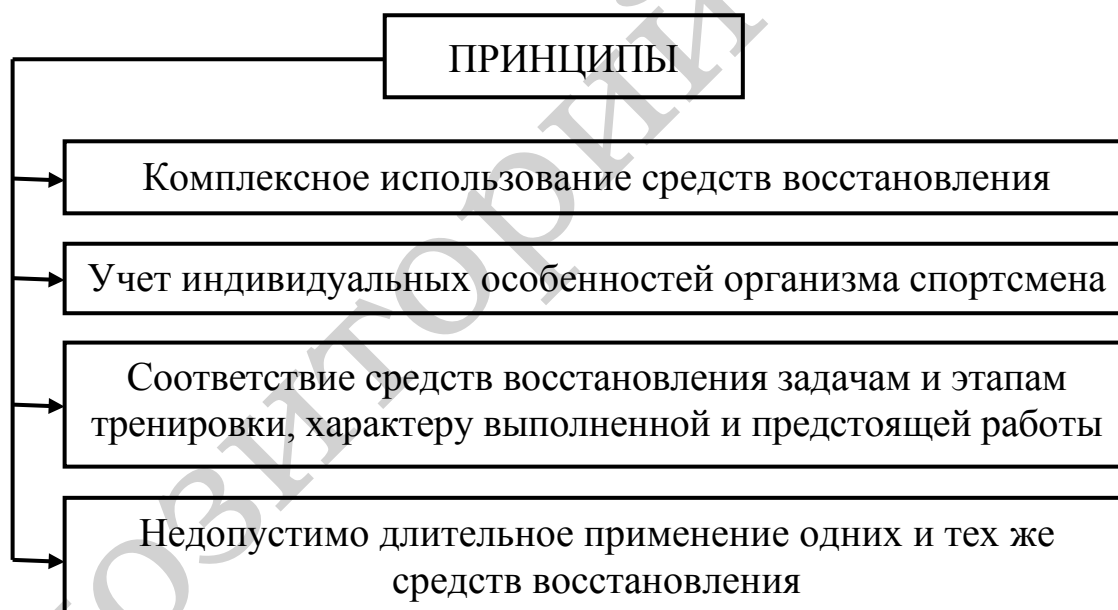 ПРИНЦИПЫ
Комплексное использование средств восстановления
Учет индивидуальных особенностей организма спортсмена
Соответствие средств восстановления задачам и этапам
тренировки, характеру выполненной и предстоящей работы
Недопустимо длительное применение одних и тех же
средств восстановления